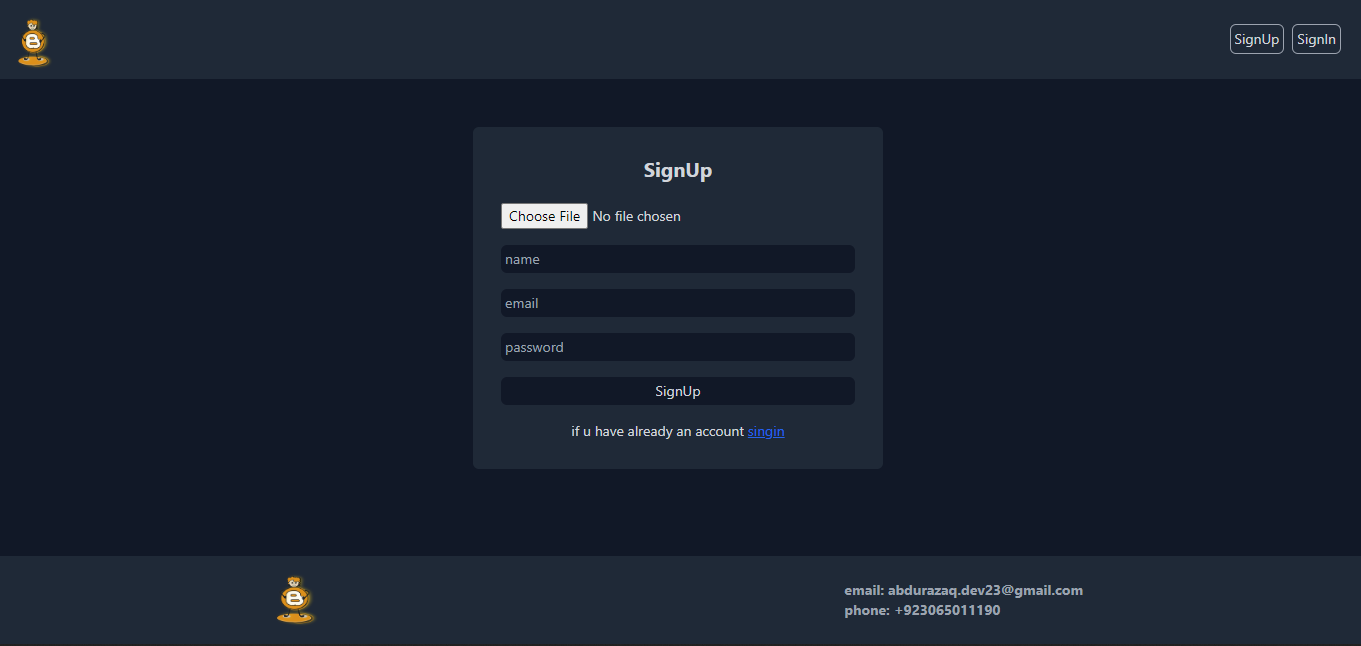 B
SignUp SignIn
SignUp
Choose File No file chosen
name
email
password
SignUp
if u have already an account singin
B
email: abdurazaq.dev23@gmail.com
phone: +923065011190